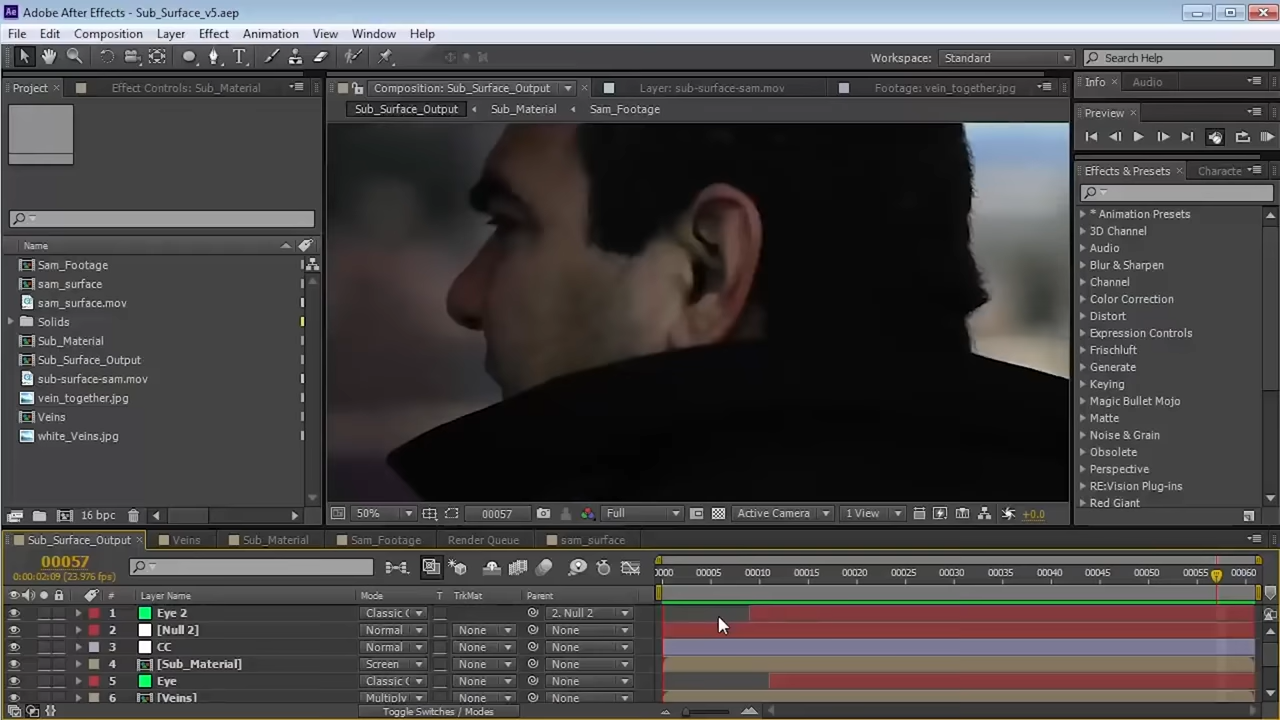 Adobe After Effects - Sub_Surface_v5.aep
File Edit Composition Layer Effect Animation View Window Help
Workspace: Standard Search Help
Project Effect Controls: Sub_Material Composition: Sub_Surface_Output Layer: sub-surface-sam.mov Footage: vein_together.jpg Info Audio
Sub_Surface_Output Sub_Material Sam_Footage
Preview
Effects & Presets Characte
* Animation Presets
3D Channel
Audio
Blur & Sharpen
Channel
Color Correction
Distort
Expression Controls
Frischluft
Generate
Keying
Magic Bullet Mojo
Matte
Noise & Grain
Obsolete
Perspective
RE:Vision Plug-ins
Red Giant
Name
Sam_Footage
sam_surface
sam_surface.mov
Solids
Sub_Material
Sub_Surface_Output
sub-surface-sam.mov
vein_together.jpg
Veins
white_Veins.jpg
16 bpc
50% 00057 Full Active Camera 1 View +0.0
Sub_Surface_Output Veins Sub_Material Sam_Footage Render Queue sam_surface
00057
0:00:02:09 (23.976 fps)
0000 00005 00010 00015 00020 00025 00030 00035 00040 00045 00050 00055 00060
# Layer Name Mode T TrkMat Parent
1 Eye 2 Classic C 2. Null 2
2 [Null 2] Normal None None
3 CC Normal None None
4 [Sub_Material] Screen None None
5 Eye Classic C None None
6 [Veins] Multiply None None
Toggle Switches / Modes